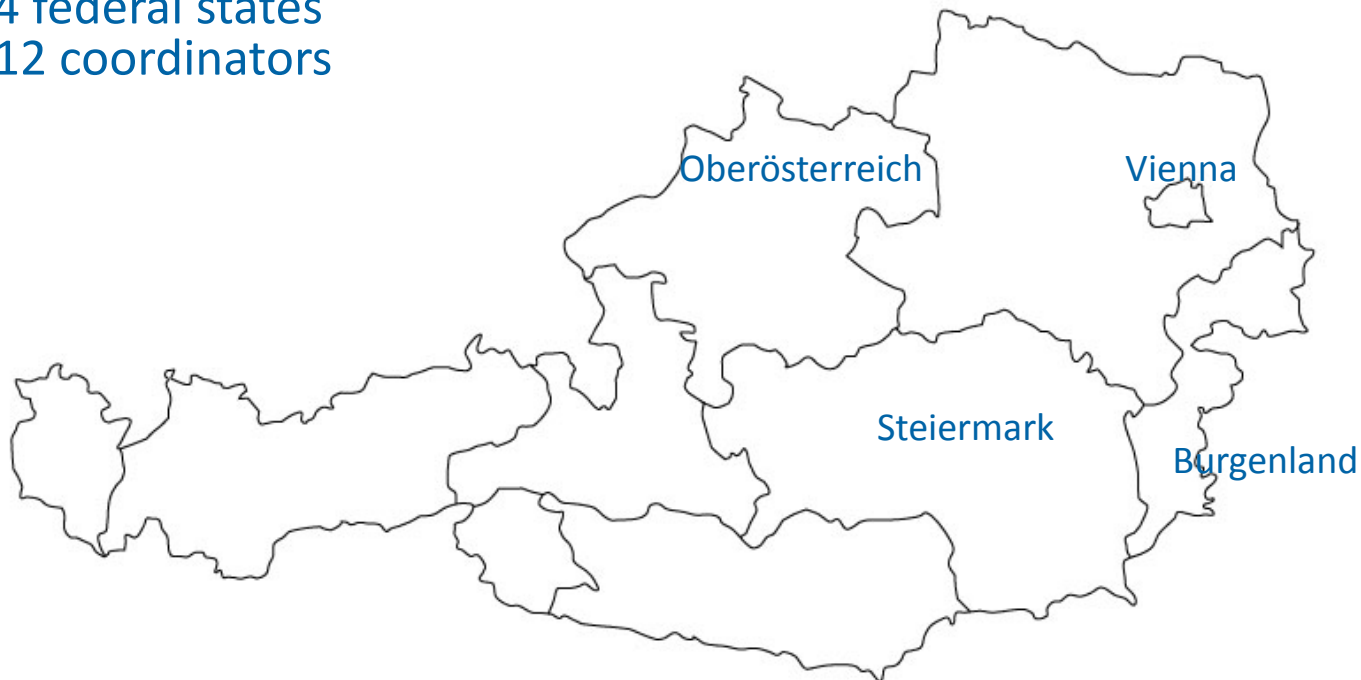 4 federal states
12 coordinators
Oberösterreich
Vienna
Steiermark
Burgenland